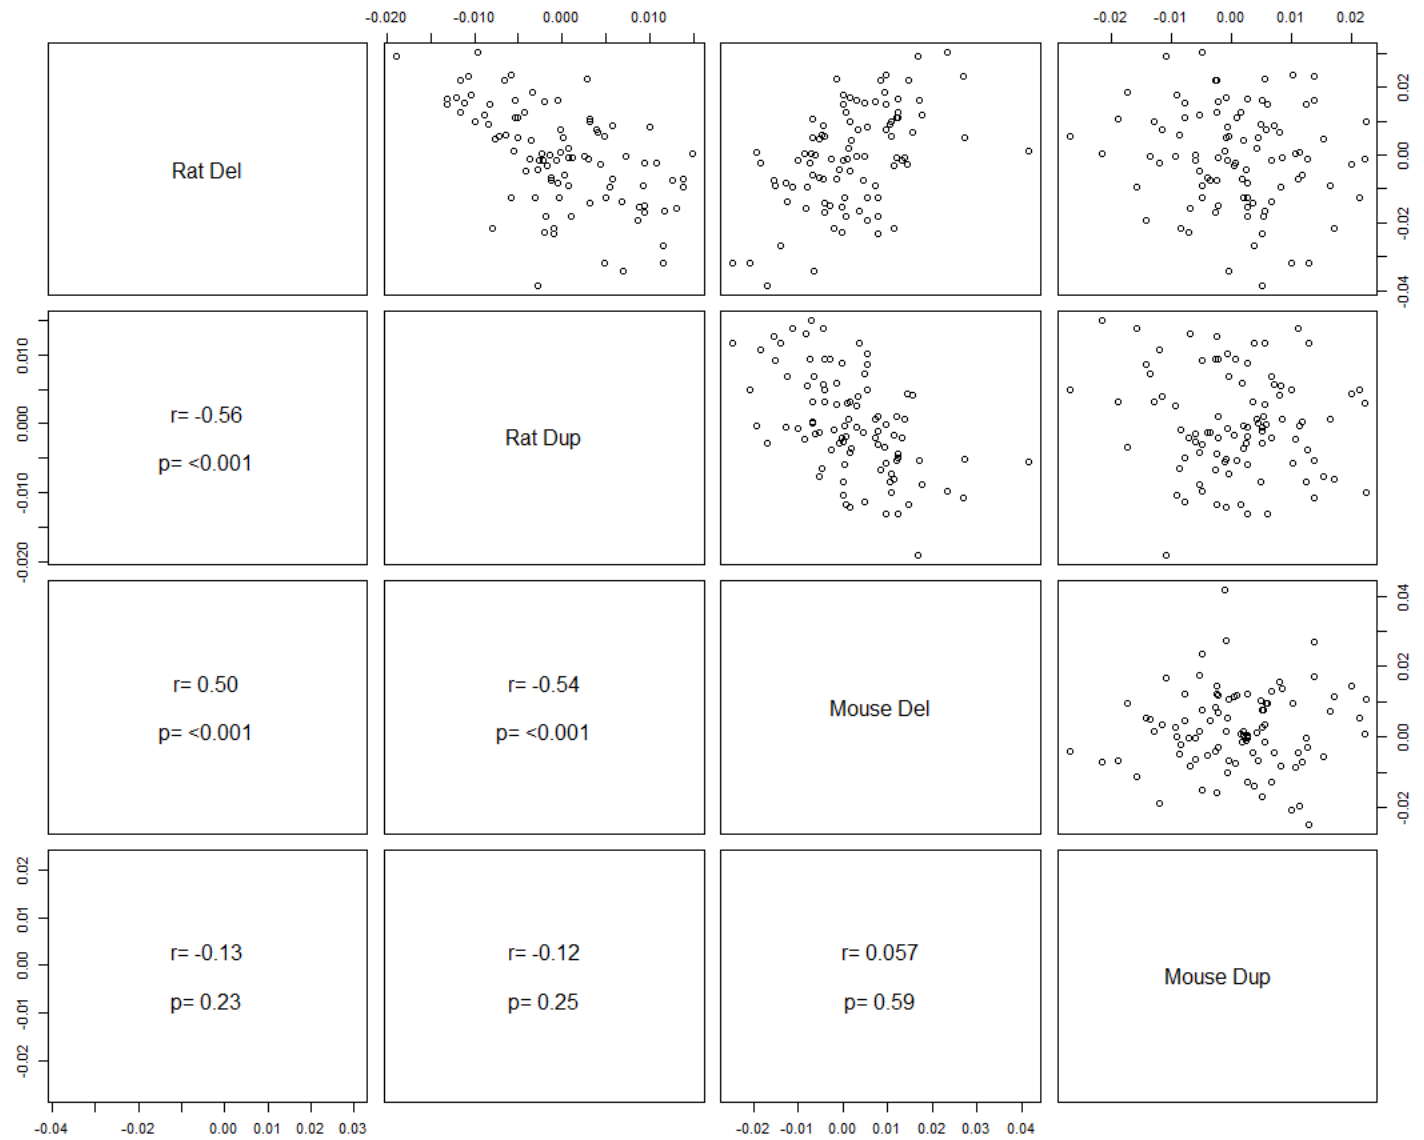 -0.020 -0.010 0.000 0.010
-0.02 -0.01 0.00 0.01 0.02
Rat Del
0.02
0.00
-0.02
-0.04
0.010
0.000
-0.010
-0.020
r= -0.56
p= <0.001
Rat Dup
r= 0.50
p= <0.001
r= -0.54
p= <0.001
Mouse Del
0.04
0.02
0.00
-0.02
0.02
0.01
0.00
-0.01
-0.02
r= -0.13
p= 0.23
r= -0.12
p= 0.25
r= 0.057
p= 0.59
Mouse Dup
-0.04 -0.02 0.00 0.01 0.02 0.03
-0.02 -0.01 0.00 0.01 0.02 0.03 0.04